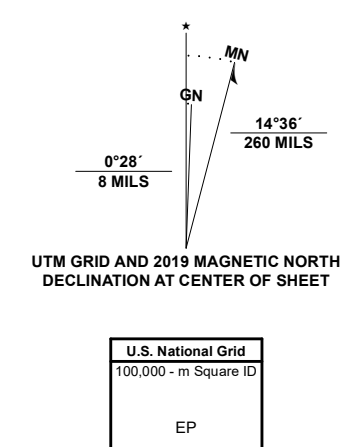 ★
MN
GN
14°36´
260 MILS
0°28´
8 MILS
UTM GRID AND 2019 MAGNETIC NORTH
DECLINATION AT CENTER OF SHEET
U.S. National Grid
100,000 - m Square ID
EP